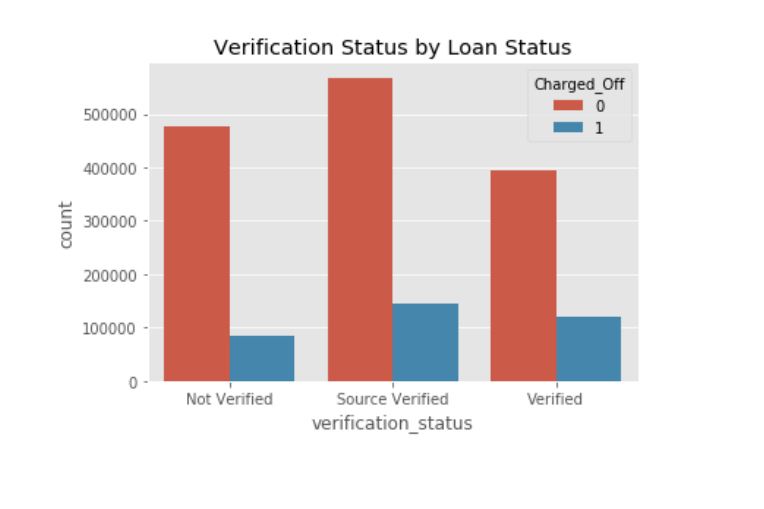 Verification Status by Loan Status
Charged_Off
0
1
500000
400000
300000
200000
100000
0
count
Not Verified
Source Verified
Verified
verification_status